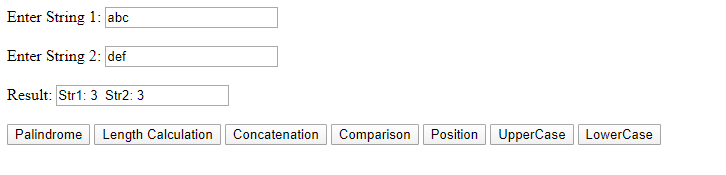 Enter String 1: abc
Enter String 2: def
Result: Str1: 3  Str2: 3
Palindrome Length Calculation Concatenation Comparison Position UpperCase LowerCase